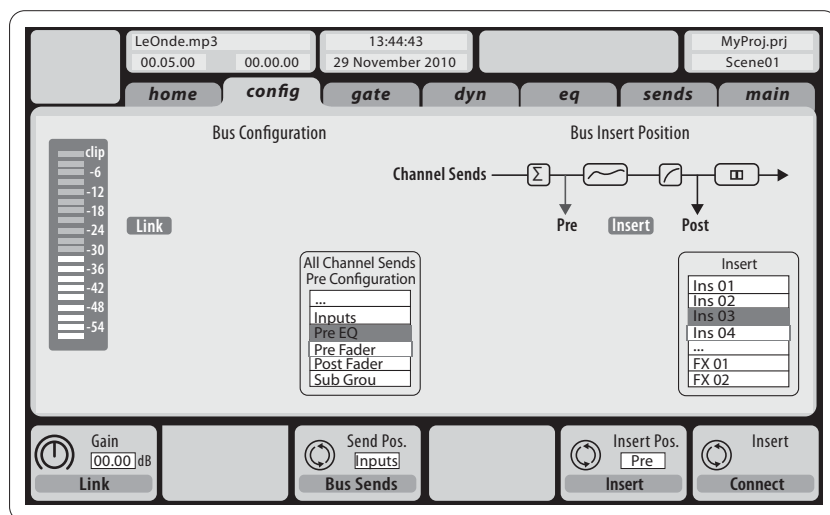 LeOnde.mp3
00.05.00 00.00.00
13:44:43
29 November 2010
MyProj.prj
Scene01
home config gate dyn eq sends main
Bus Configuration
Bus Insert Position
clip
-6
-12
-18
-24
-30
-36
-42
-48
-54
Link
Channel Sends
Σ
Pre Insert Post
All Channel Sends
Pre Configuration
...
Inputs
Pre EQ
Pre Fader
Post Fader
Sub Grou
Insert
Ins 01
Ins 02
Ins 03
Ins 04
...
FX 01
FX 02
Gain
00.00 dB
Link
Send Pos.
Inputs
Bus Sends
Insert Pos.
Pre
Insert
Insert
Connect